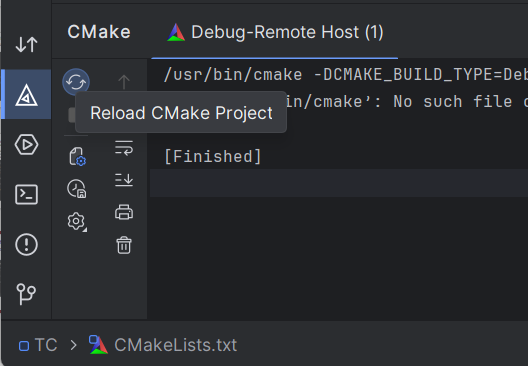 CMake
Debug-Remote Host (1)
/usr/bin/cmake -DCMAKE_BUILD_TYPE=Deb
Reload CMake Project
in/cmake’: No such file
[Finished]
TC > CMakeLists.txt